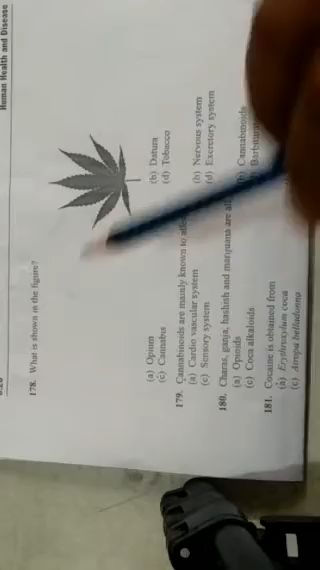 Human Health and Disease
178. What is shown in the figure?
(a) Opium (b) Datura
(c) Cannabis (d) Tobacco
179. Cannabinoids are mainly known to
(a) Cardio vascular system (b) Nervous system
(c) Sensory system (d) Excretory system
180. Charas, ganja, hashish and marijuana are all
(a) Opioids (b) Cannabinoids
(c) Coca alkaloids
181. Cocaine is obtained from
(a) Erythroxylum coca
(c) Atropa belladonna